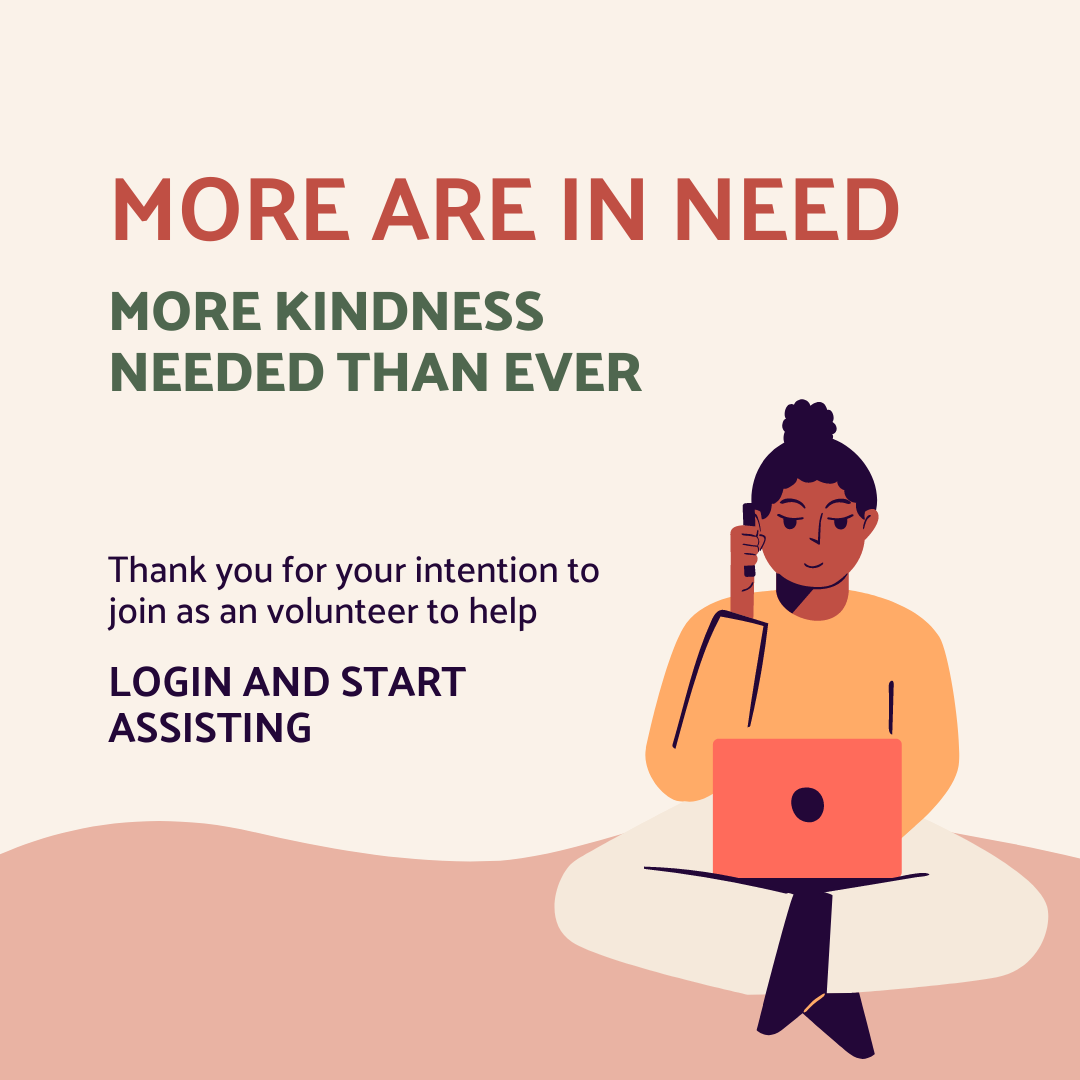 MORE ARE IN NEED
MORE KINDNESS
NEEDED THAN EVER
Thank you for your intention to
join as an volunteer to help
LOGIN AND START
ASSISTING